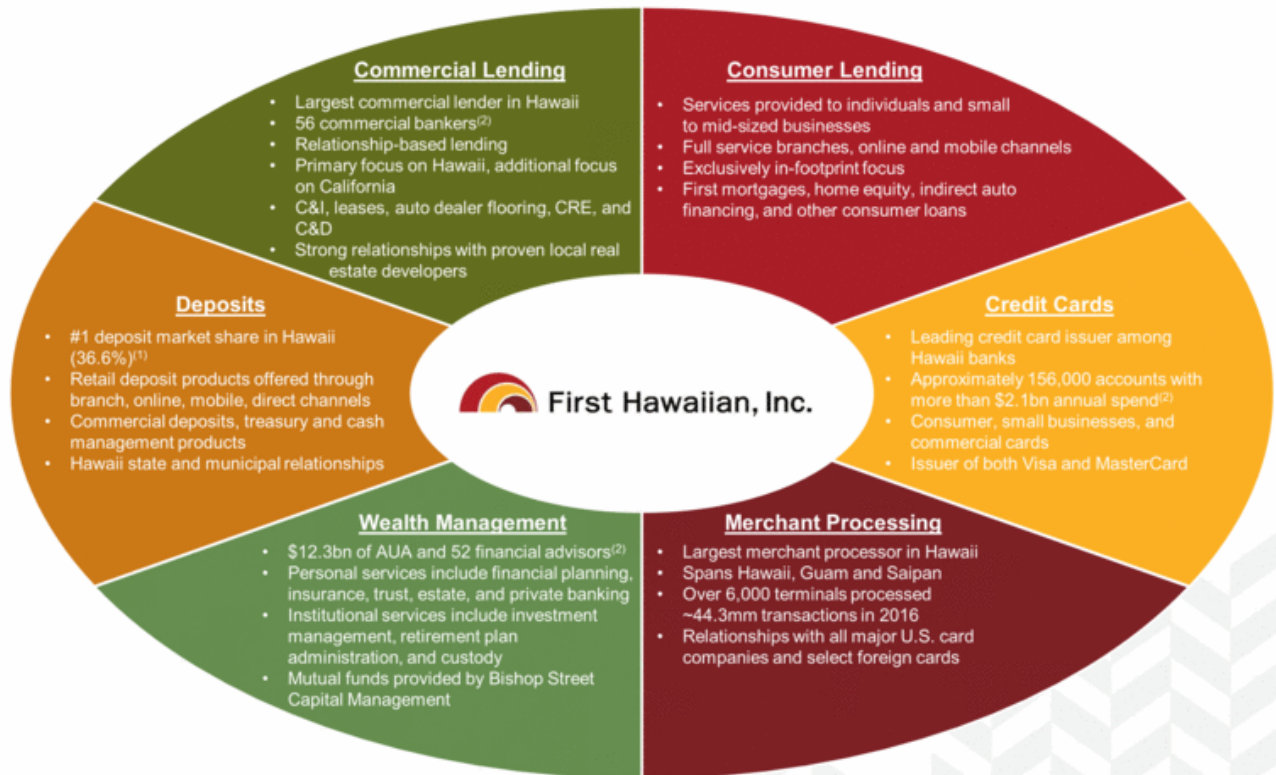 Commercial Lending
• Largest commercial lender in Hawaii
• 56 commercial bankers(2)
• Relationship-based lending
• Primary focus on Hawaii, additional focus
on California
• C&I, leases, auto dealer flooring, CRE, and
C&D
• Strong relationships with proven local real
estate developers
Consumer Lending
• Services provided to individuals and small
to mid-sized businesses
• Full service branches, online and mobile channels
• Exclusively in-footprint focus
• First mortgages, home equity, indirect auto
financing, and other consumer loans
Deposits
• #1 deposit market share in Hawaii
(36.6%)(1)
• Retail deposit products offered through
branch, online, mobile, direct channels
• Commercial deposits, treasury and cash
management products
• Hawaii state and municipal relationships
First Hawaiian, Inc.
Credit Cards
• Leading credit card issuer among
Hawaii banks
• Approximately 156,000 accounts with
more than $2.1bn annual spend(2)
• Consumer, small businesses, and
commercial cards
• Issuer of both Visa and MasterCard
Wealth Management
• $12.3bn of AUA and 52 financial advisors(2)
• Personal services include financial planning,
insurance, trust, estate, and private banking
• Institutional services include investment
management, retirement plan
administration, and custody
• Mutual funds provided by Bishop Street
Capital Management
Merchant Processing
• Largest merchant processor in Hawaii
• Spans Hawaii, Guam and Saipan
• Over 6,000 terminals processed
~44.3mm transactions in 2016
• Relationships with all major U.S. card
companies and select foreign cards